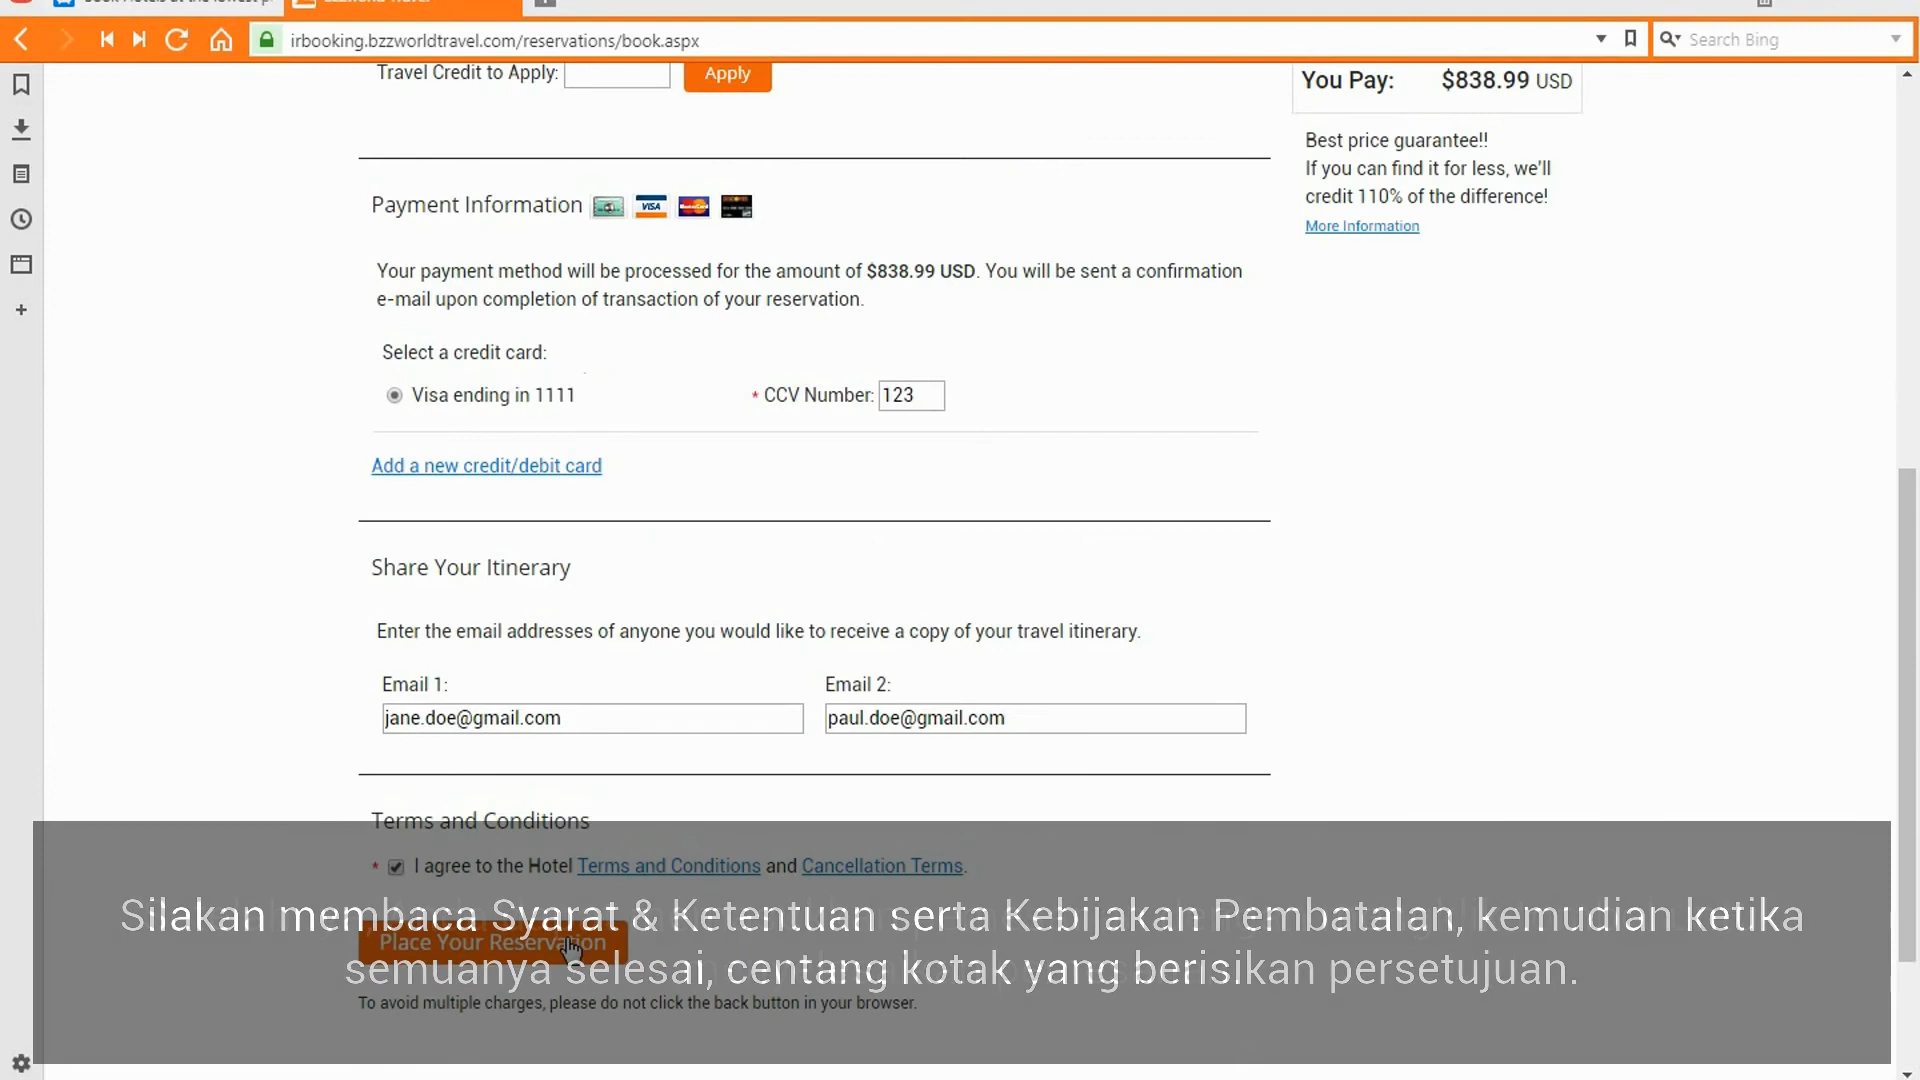 irbooking.bzzworldtravel.com/reservations/book.aspx
Search Bing
Travel Credit to Apply:
Apply
You Pay: $838.99 USD
Best price guarantee!!
If you can find it for less, we'll
credit 110% of the difference!
More Information
Payment Information
VISA
Your payment method will be processed for the amount of $838.99 USD. You will be sent a confirmation
e-mail upon completion of transaction of your reservation.
Select a credit card:
Visa ending in 1111
* CCV Number: 123
Add a new credit/debit card
Share Your Itinerary
Enter the email addresses of anyone you would like to receive a copy of your travel itinerary.
Email 1:
Email 2:
jane.doe@gmail.com
paul.doe@gmail.com
Terms and Conditions
* I agree to the Hotel Terms and Conditions and Cancellation Terms.
Silakan membaca Syarat & Ketentuan serta Kebijakan Pembatalan, kemudian ketika
Place Your Reservation
semuanya selesai, centang kotak yang berisikan persetujuan.
To avoid multiple charges, please do not click the back button in your browser.